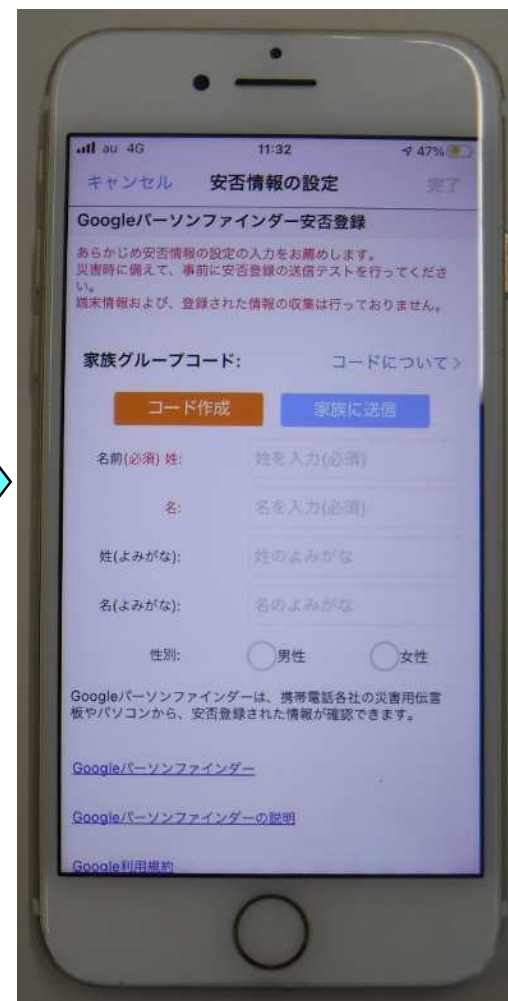 au 4G 11:32 47%
キャンセル 安否情報の設定 完了
Googleパーソンファインダー安否登録
あらかじめ安否情報の設定の入力をお薦めします。
災害時に備えて、事前に安否登録の送信テストを行ってくださ
い。
端末情報および、登録された情報の収集は行っておりません。
家族グループコード: コードについて>
コード作成 家族に送信
名前(必須) 姓: 姓を入力(必須)
名: 名を入力(必須)
姓(よみがな): 姓のよみがな
名(よみがな): 名のよみがな
性別: 男性 女性
Googleパーソンファインダーは、携帯電話各社の災害用伝言
板やパソコンから、安否登録された情報が確認できます。
Googleパーソンファインダー
Googleパーソンファインダーの説明
Google利用規約